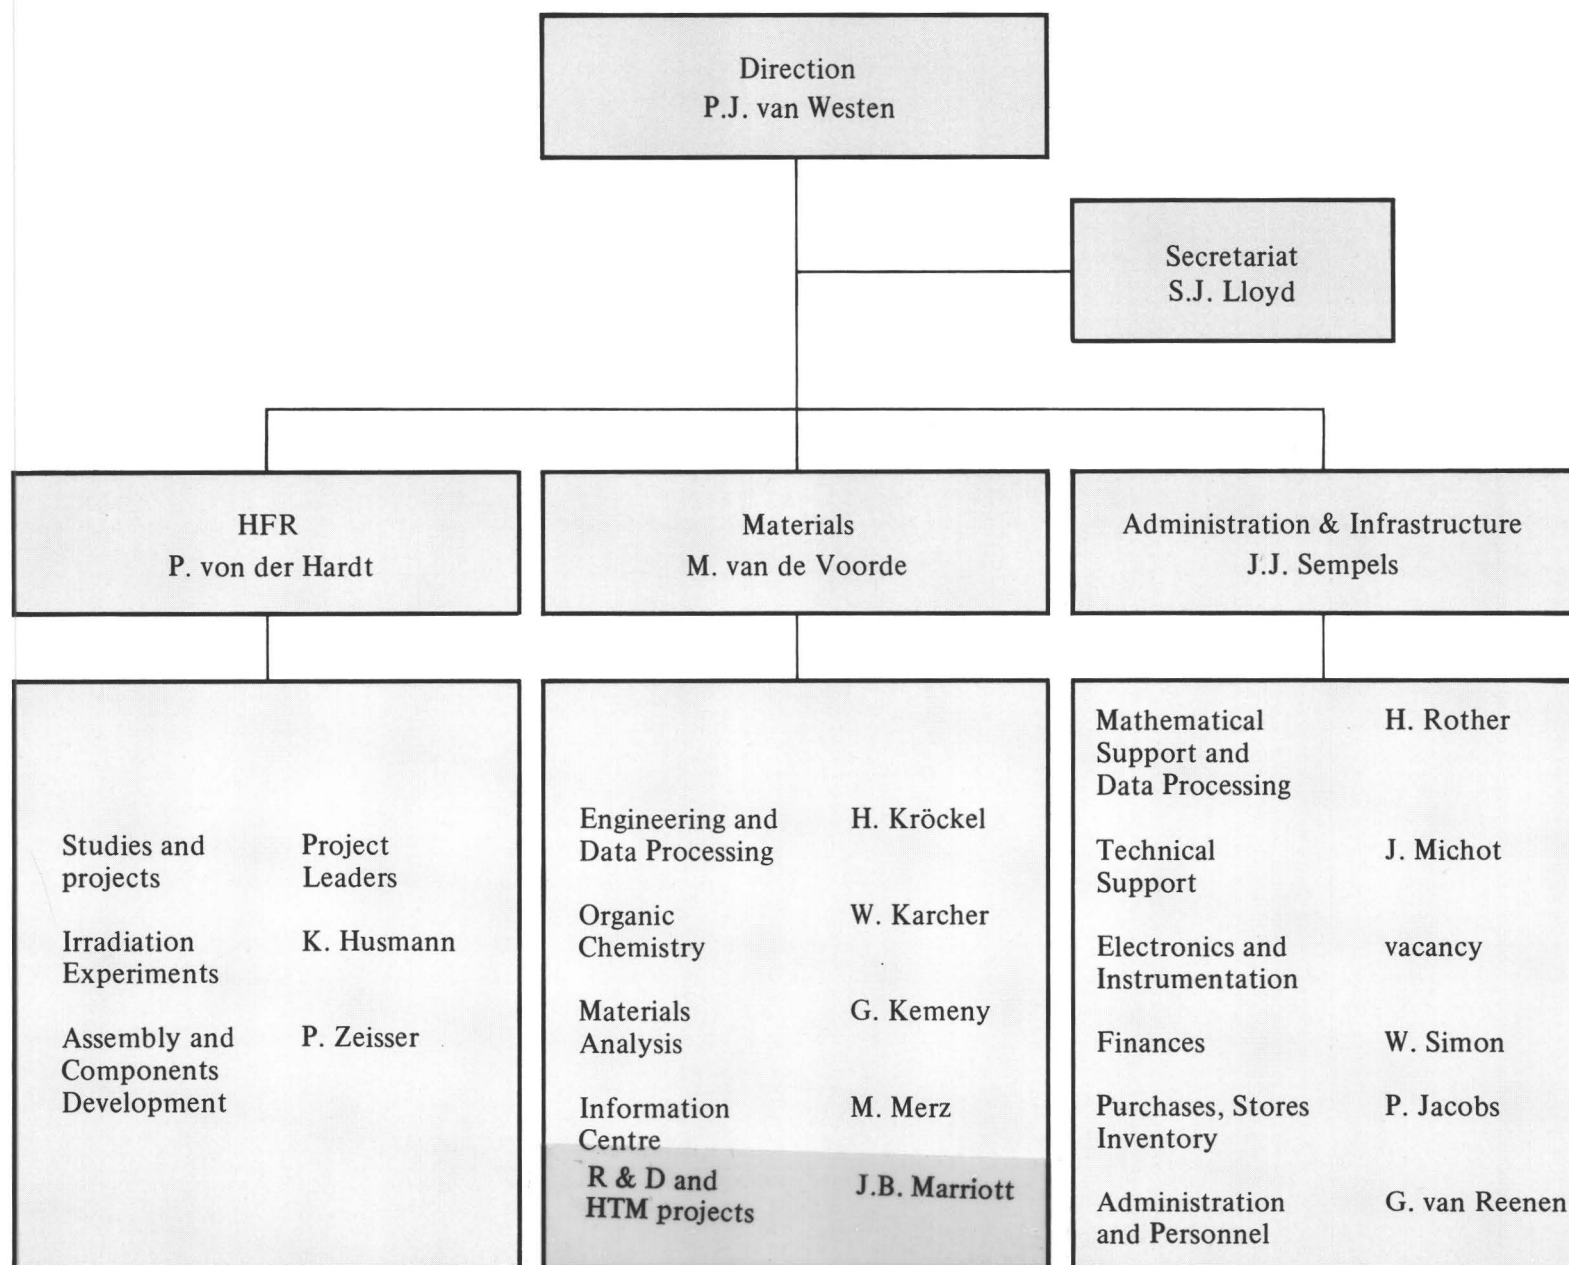 Direction
P.J. van Westen
Secretariat
S.J. Lloyd
HFR
P. von der Hardt
Materials
M. van de Voorde
Administration & Infrastructure
J.J. Sempels
Studies and Project
projects Leaders
Irradiation K. Husmann
Experiments
Assembly and P. Zeisser
Components
Development
Engineering and H. Kröckel
Data Processing
Organic W. Karcher
Chemistry
Materials G. Kemeny
Analysis
Information M. Merz
Centre
R & D and J.B. Marriott
HTM projects
Mathematical H. Rother
Support and
Data Processing
Technical J. Michot
Support
Electronics and vacancy
Instrumentation
Finances W. Simon
Purchases, Stores P. Jacobs
Inventory
Administration G. van Reenen
and Personnel